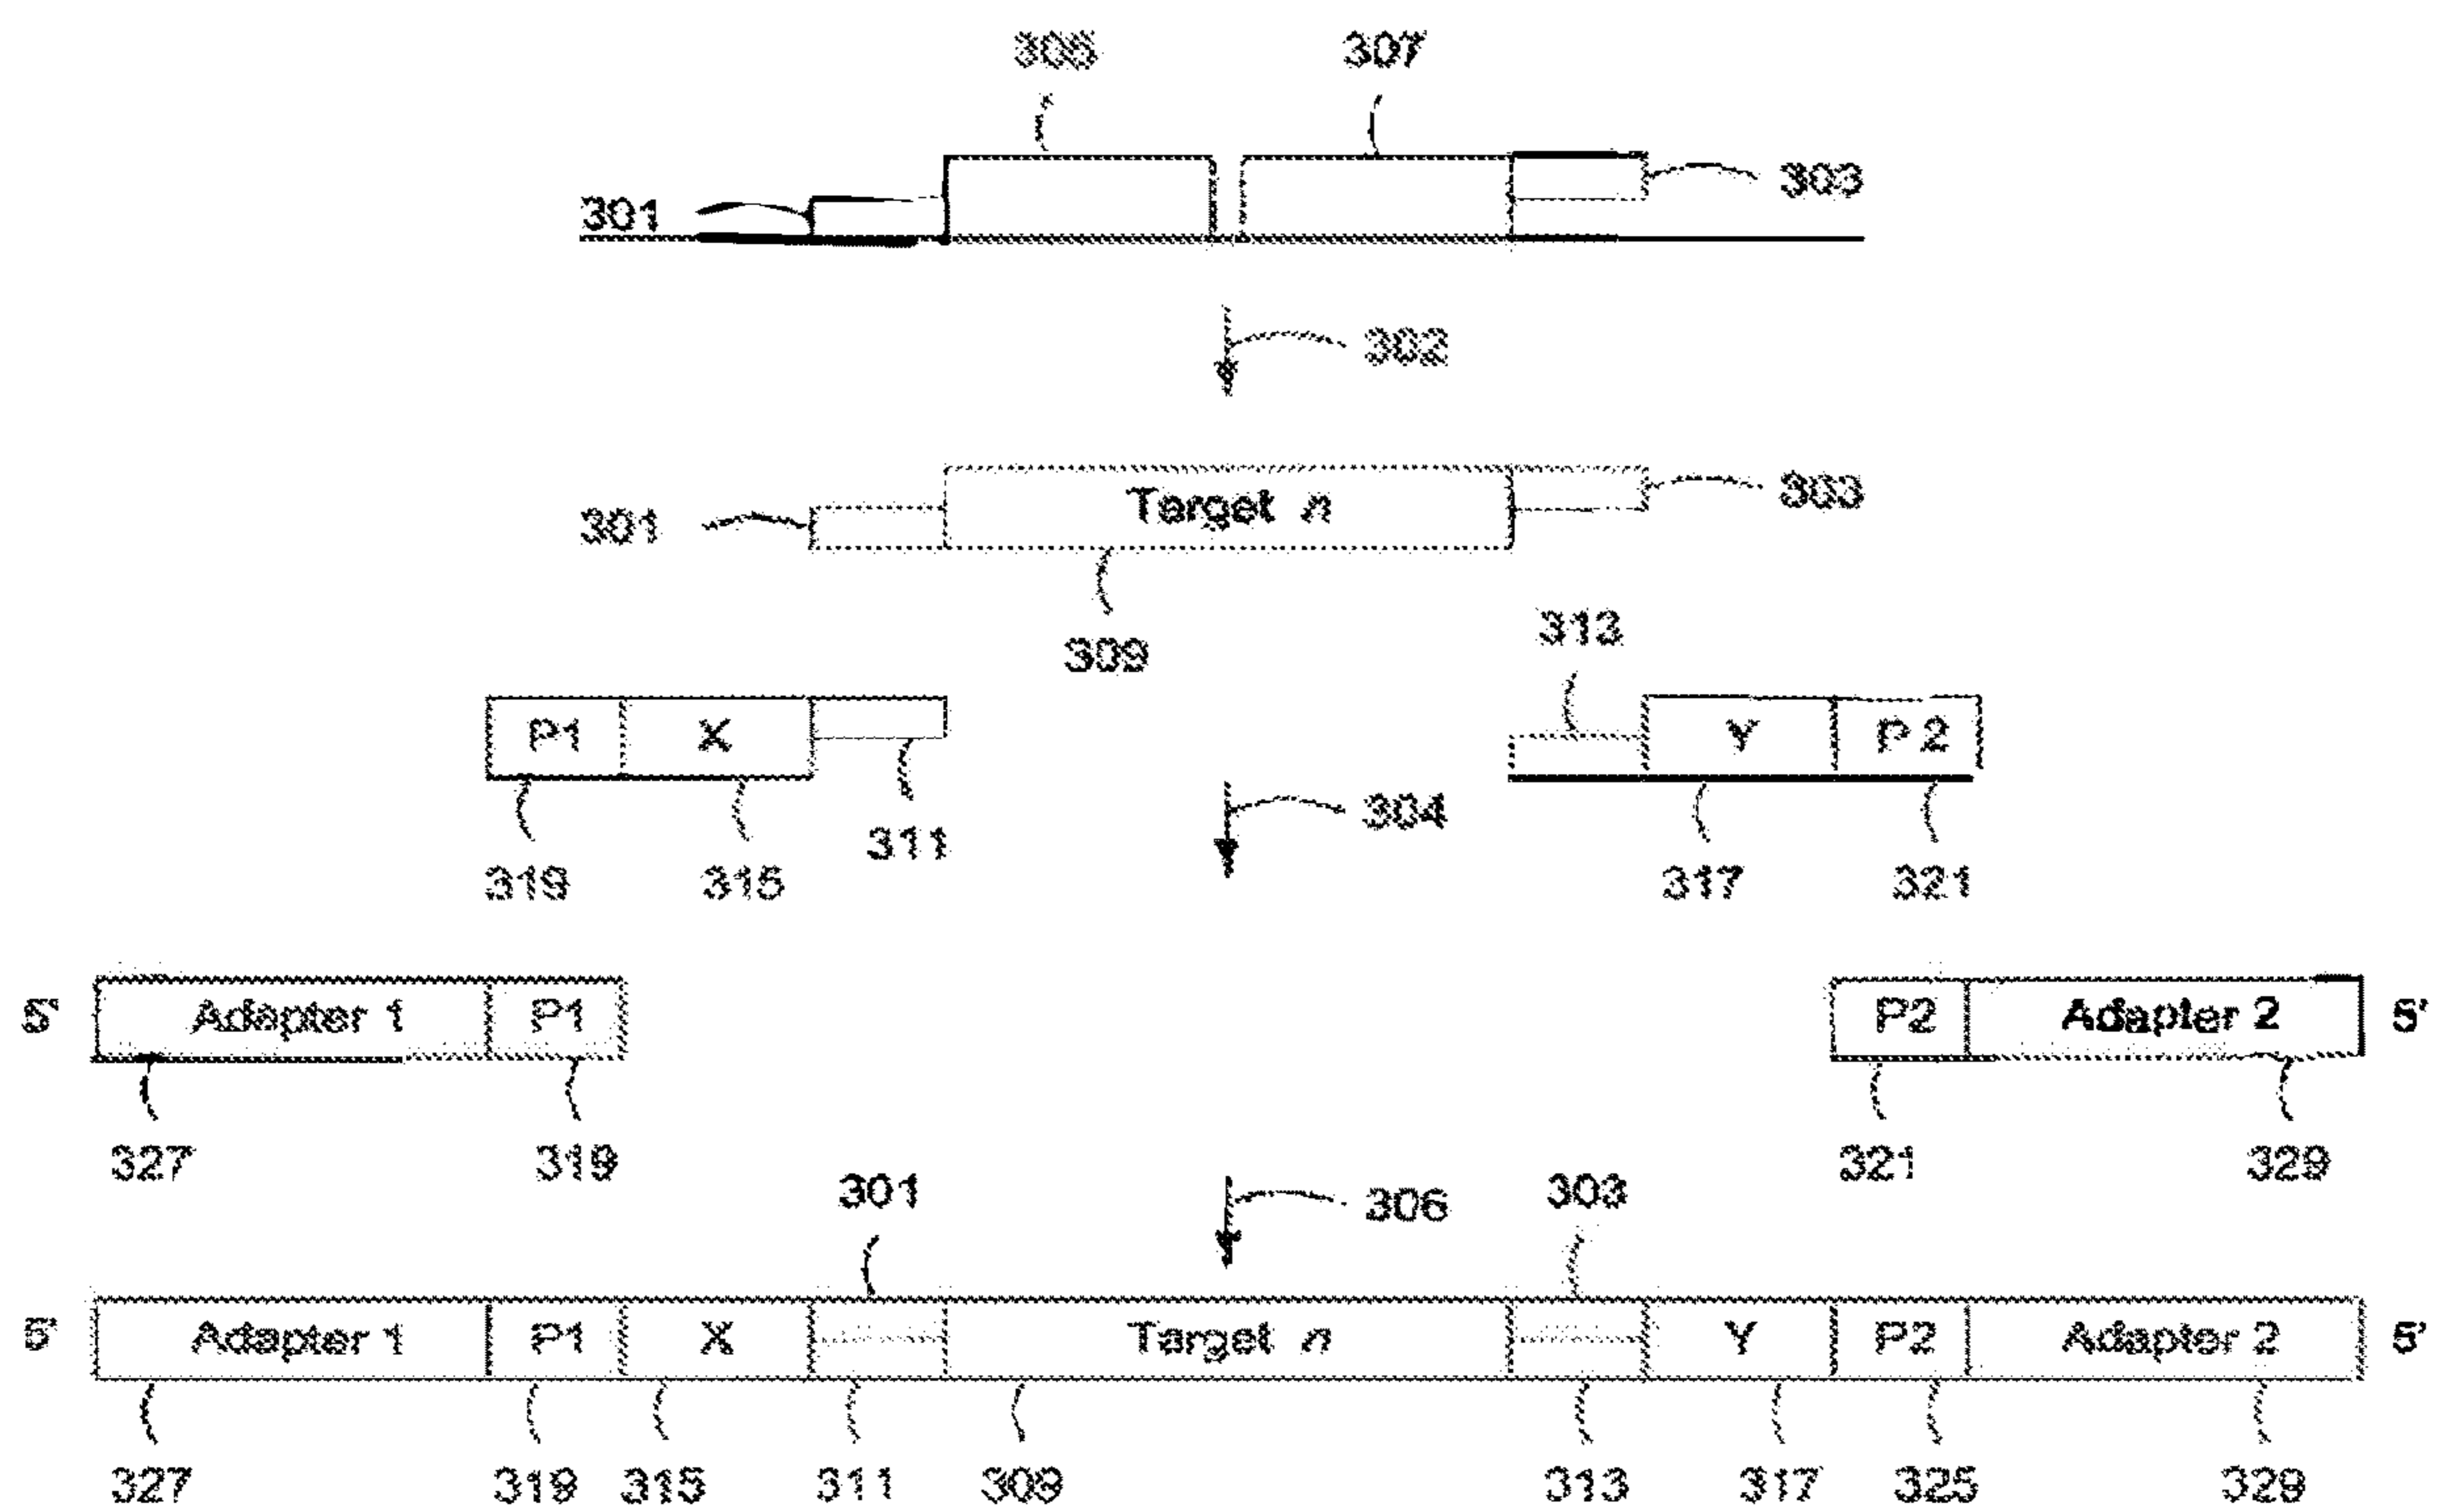 305 307
301 303
302
Target n
301 303
309
313
P1 X Y P 2
304
311
319 315 317 321
5' Adapter 1 P1 P2 Adapter 2 5'
327 319 321 329
301 306 303
5' Adapter 1 P1 X Target n Y P2 Adapter 2 5'
327 319 315 311 309 313 317 325 329